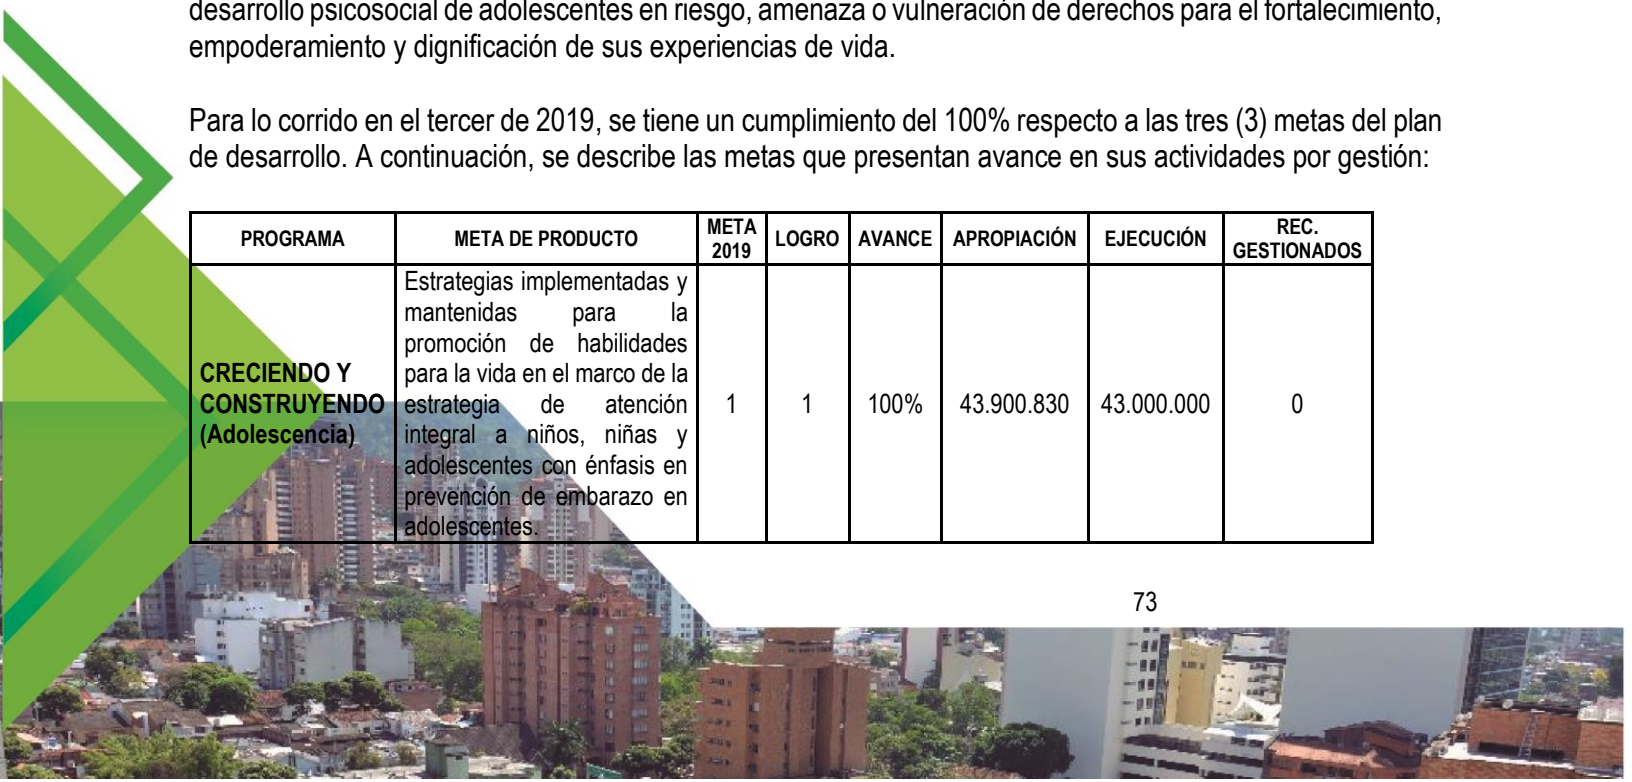 desarrollo psicosocial de adolescentes en riesgo, amenaza o vulneración de derechos para el fortalecimiento,
empoderamiento y dignificación de sus experiencias de vida.
Para lo corrido en el tercer de 2019, se tiene un cumplimiento del 100% respecto a las tres (3) metas del plan
de desarrollo. A continuación, se describe las metas que presentan avance en sus actividades por gestión:
PROGRAMA
META DE PRODUCTO
META
2019
LOGRO
AVANCE
APROPIACIÓN
EJECUCIÓN
REC.
GESTIONADOS
CRECIENDO Y
CONSTRUYENDO
(Adolescencia)
Estrategias implementadas y
mantenidas para la
promoción de habilidades
para la vida en el marco de la
estrategia de atención
integral a niños, niñas y
adolescentes con énfasis en
prevención de embarazo en
adolescentes.
1
1
100%
43.900.830
43.000.000
0
73